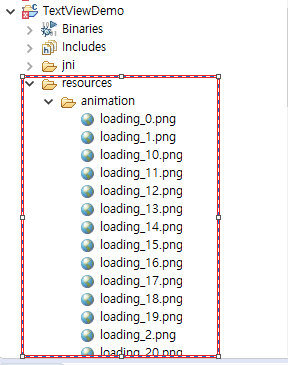 TextViewDemo
Binaries
Includes
jni
resources
animation
loading_0.png
loading_1.png
loading_10.png
loading_11.png
loading_12.png
loading_13.png
loading_14.png
loading_15.png
loading_16.png
loading_17.png
loading_18.png
loading_19.png
loading_2.png
loading_20.png